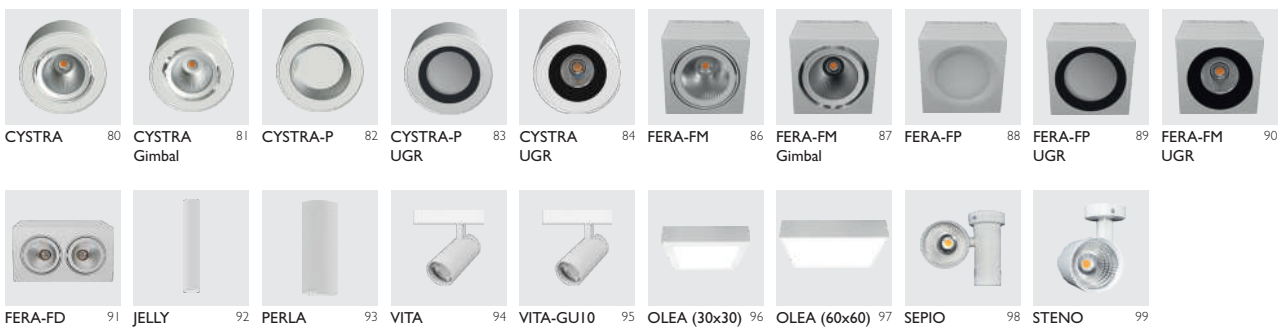 CYSTRA 80
CYSTRA 81
Gimbal
CYSTRA-P 82
CYSTRA-P 83
UGR
CYSTRA 84
UGR
FERA-FM 86
FERA-FM 87
Gimbal
FERA-FP 88
FERA-FP 89
UGR
FERA-FM 90
UGR
FERA-FD 91
JELLY 92
PERLA 93
VITA 94
VITA-GU10 95
OLEA (30x30) 96
OLEA (60x60) 97
SEPIO 98
STENO 99